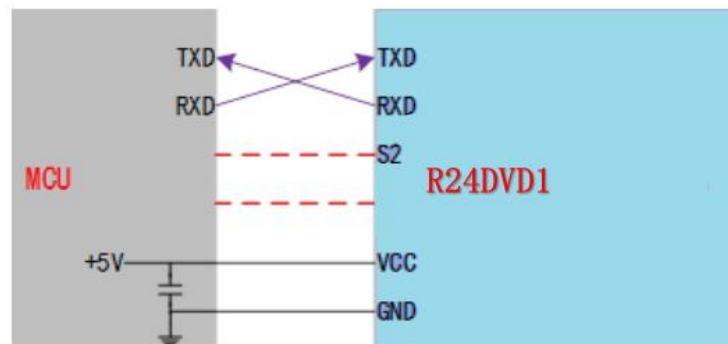 TXD TXD
RXD RXD
S2
MCU R24DVD1
+5V VCC
GND